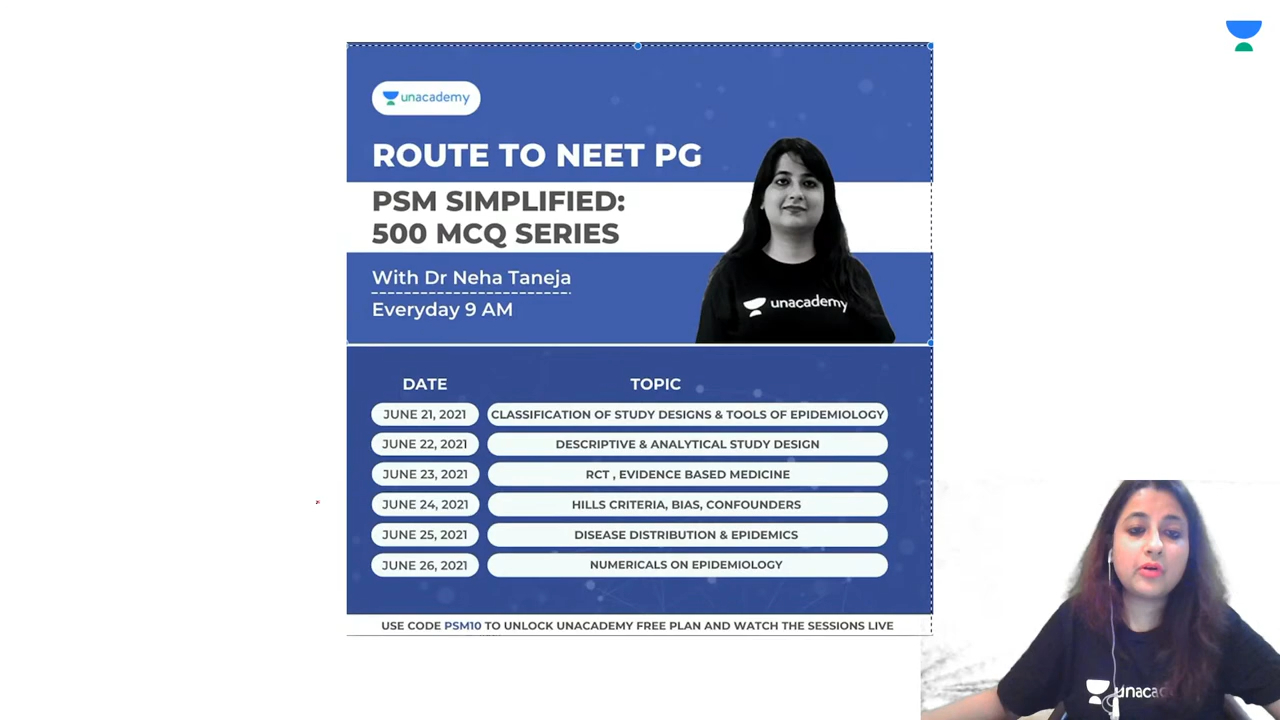 unacademy
ROUTE TO NEET PG
PSM SIMPLIFIED:
500 MCQ SERIES
With Dr Neha Taneja
Everyday 9 AM
unacademy
DATE TOPIC
JUNE 21, 2021 CLASSIFICATION OF STUDY DESIGNS & TOOLS OF EPIDEMIOLOGY
JUNE 22, 2021 DESCRIPTIVE & ANALYTICAL STUDY DESIGN
JUNE 23, 2021 RCT , EVIDENCE BASED MEDICINE
JUNE 24, 2021 HILLS CRITERIA, BIAS, CONFOUNDERS
JUNE 25, 2021 DISEASE DISTRIBUTION & EPIDEMICS
JUNE 26, 2021 NUMERICALS ON EPIDEMIOLOGY
USE CODE PSM10 TO UNLOCK UNACADEMY FREE PLAN AND WATCH THE SESSIONS LIVE